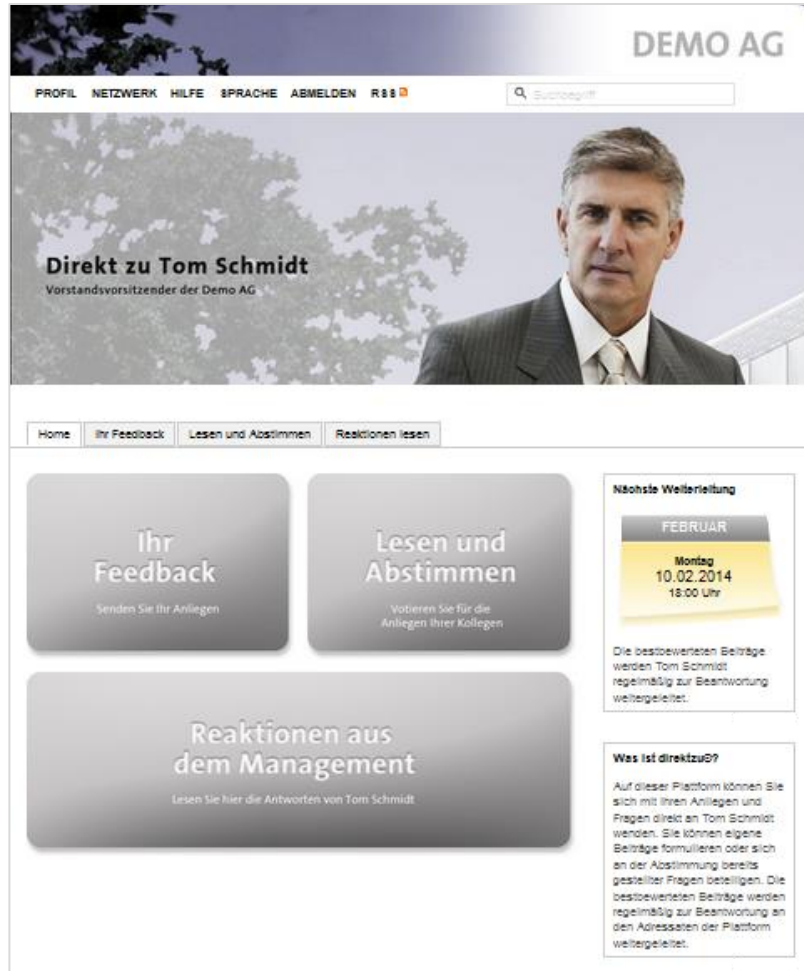 DEMO AG
PROFIL NETZWERK HILFE SPRACHE ABMELDEN RSS
Suchbegriff
Direkt zu Tom Schmidt
Vorstandsvorsitzender der Demo AG
Home Ihr Feedback Lesen und Abstimmen Reaktionen lesen
Ihr
Feedback
Senden Sie Ihr Anliegen
Lesen und
Abstimmen
Votieren Sie für die
Anliegen Ihrer Kollegen
Reaktionen aus
dem Management
Lesen Sie hier die Antworten von Tom Schmidt
Nächste Weiterleitung
FEBRUAR
Montag
10.02.2014
18:00 Uhr
Die bestbewerteten Beiträge
werden Tom Schmidt
regelmäßig zur Beantwortung
weitergeleitet.
Was ist direktzu®?
Auf dieser Plattform können Sie
sich mit Ihren Anliegen und
Fragen direkt an Tom Schmidt
wenden. Sie können eigene
Beiträge formulieren oder sich
an der Abstimmung bereits
gestellter Fragen beteiligen. Die
bestbewerteten Beiträge werden
regelmäßig zur Beantwortung an
den Adressaten der Plattform
weitergeleitet.